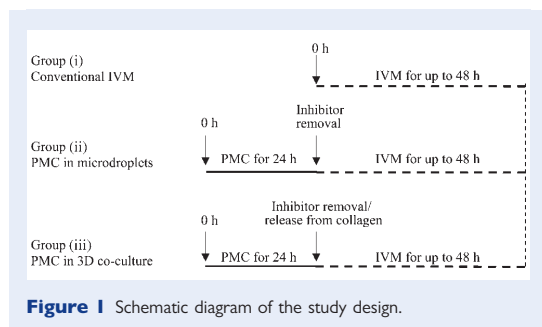 0 h
Group (i)
Conventional IVM
IVM for up to 48 h
Inhibitor
removal
0 h
Group (ii)
PMC in microdroplets
PMC for 24 h
IVM for up to 48 h
Inhibitor removal/
release from collagen
0 h
Group (iii)
PMC in 3D co-culture
PMC for 24 h
IVM for up to 48 h
Figure 1 Schematic diagram of the study design.